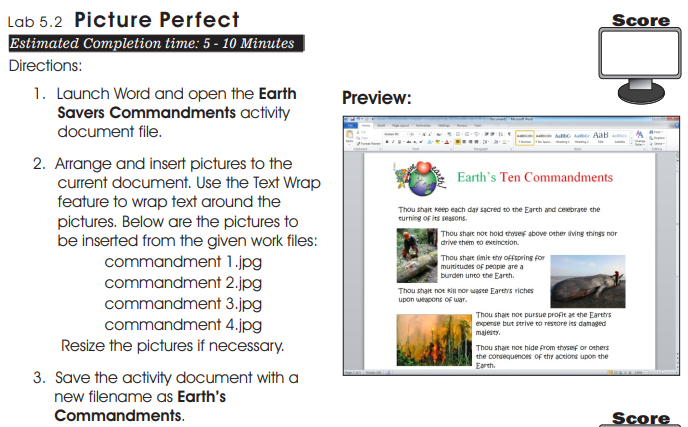 Lab 5.2 Picture Perfect
Score
Estimated Completion time: 5 - 10 Minutes
Directions:
1. Launch Word and open the Earth
Savers Commandments activity
document file.
2. Arrange and insert pictures to the
current document. Use the Text Wrap
feature to wrap text around the
pictures. Below are the pictures to
be inserted from the given work files:
commandment 1.jpg
commandment 2.jpg
commandment 3.jpg
commandment 4.jpg
Resize the pictures if necessary.
3. Save the activity document with a
new filename as Earth's
Commandments.
Preview:
Earth's Ten Commandments
Thou shalt keep each day sacred to the Earth and celebrate the
turning of its seasons.
Thou shalt not hold thyself above other living things nor
drive them to extinction.
Thou shalt limit thy offspring for
multitudes of people are a
burden unto the Earth.
Thou shalt not kill nor waste Earth's riches
upon weapons of war.
Thou shalt not pursue profit at the Earth's
expense but strive to restore its damaged
majesty.
Thou shalt not hide from thyself or others
the consequences of thy actions upon the
Earth.
Score